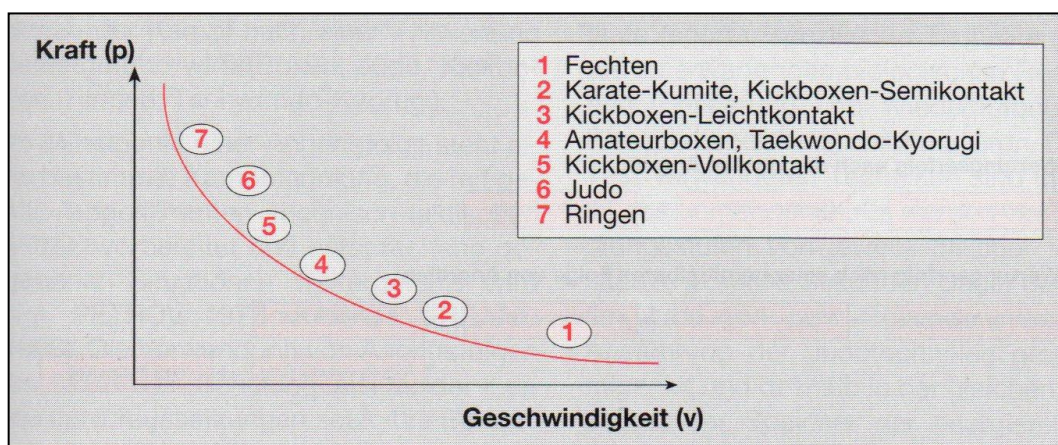 Kraft (p)
1 Fechten
2 Karate-Kumite, Kickboxen-Semikontakt
3 Kickboxen-Leichtkontakt
4 Amateurboxen, Taekwondo-Kyorugi
5 Kickboxen-Vollkontakt
6 Judo
7 Ringen
7
6
5
4
3
2
1
Geschwindigkeit (v)